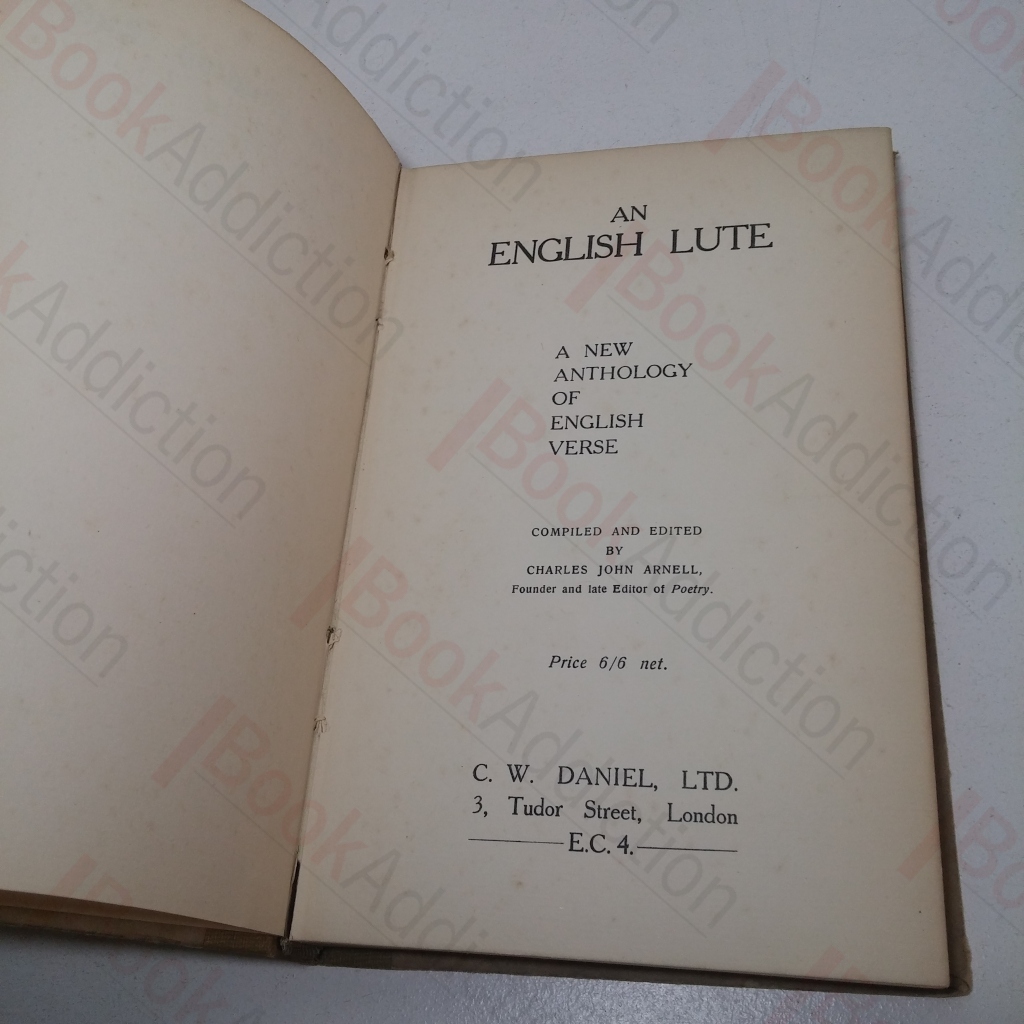 AN
ENGLISH LUTE
A NEW
ANTHOLOGY
OF
ENGLISH
VERSE
COMPILED AND EDITED
BY
CHARLES JOHN ARNELL,
Founder and late Editor of Poetry.
Price 6/6 net.
C. W. DANIEL, LTD.
3, Tudor Street, London
E.C. 4.
BookAddiction